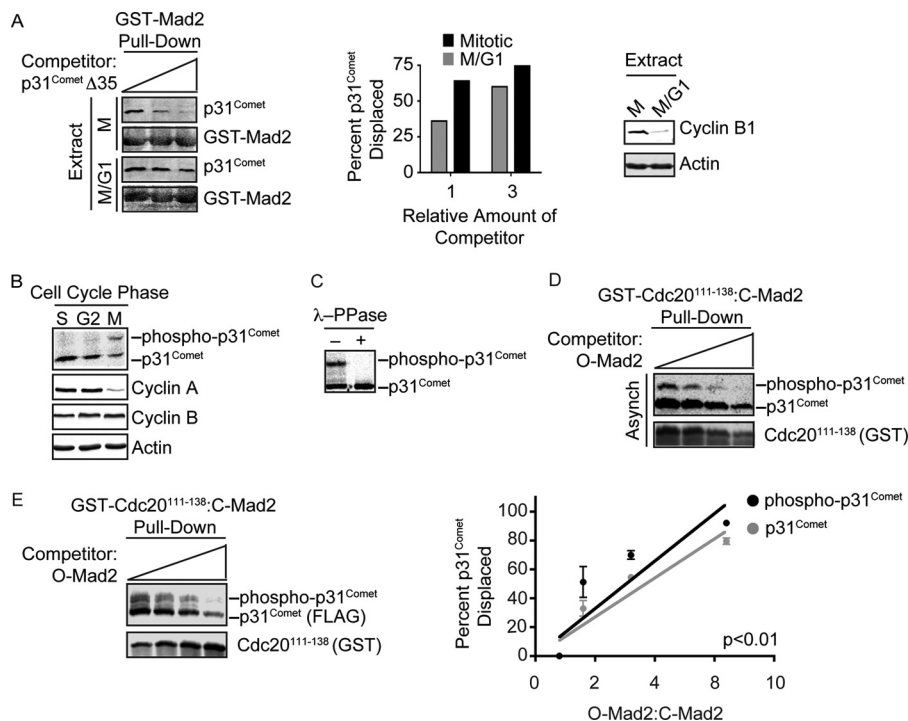 A
GST-Mad2
Pull-Down
Competitor:
p31Comet Δ35
Extract
M
M/G1
p31Comet
GST-Mad2
p31Comet
GST-Mad2
Mitotic
M/G1
Percent p31Comet
Displaced
75
50
25
0
1 3
Relative Amount of
Competitor
Extract
M M/G1
Cyclin B1
Actin
B
Cell Cycle Phase
S G2 M
–phospho-p31Comet
–p31Comet
Cyclin A
Cyclin B
Actin
C
λ–PPase
– +
–phospho-p31Comet
–p31Comet
D
GST-Cdc20111-138:C-Mad2
Pull-Down
Competitor:
O-Mad2
Asynch
–phospho-p31Comet
–p31Comet
Cdc20111-138 (GST)
E
GST-Cdc20111-138:C-Mad2
Pull-Down
Competitor:
O-Mad2
–phospho-p31Comet
–p31Comet (FLAG)
Cdc20111-138 (GST)
Percent p31Comet
Displaced
100
80
60
40
20
0
0 2 4 6 8 10
O-Mad2:C-Mad2
phospho-p31Comet
p31Comet
p<0.01